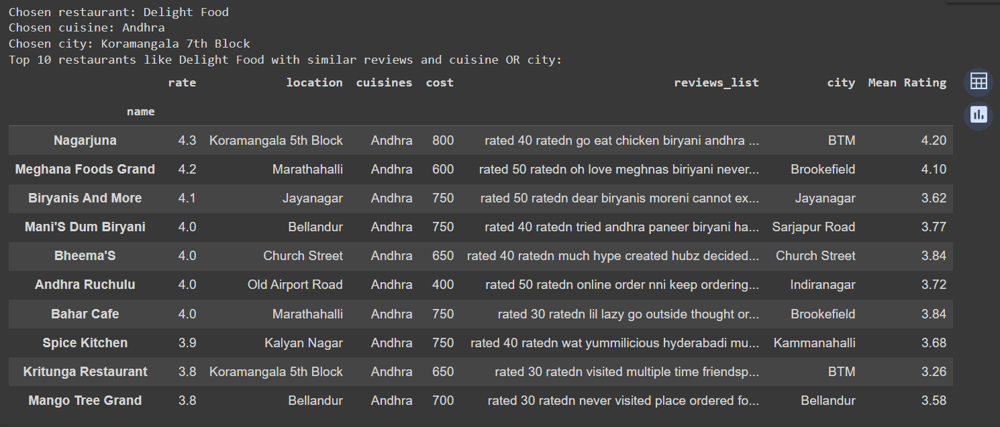 Chosen restaurant: Delight Food
Chosen cuisine: Andhra
Chosen city: Koramangala 7th Block
Top 10 restaurants like Delight Food with similar reviews and cuisine OR city:
rate location cuisines cost reviews_list city Mean Rating
name
Nagarjuna 4.3 Koramangala 5th Block Andhra 800 rated 40 ratedn go eat chicken biryani andhra ... BTM 4.20
Meghana Foods Grand 4.2 Marathahalli Andhra 600 rated 50 ratedn oh love meghnas biriyani never... Brookefield 4.10
Biryanis And More 4.1 Jayanagar Andhra 750 rated 50 ratedn dear biryanis moreni cannot ex... Jayanagar 3.62
Mani'S Dum Biryani 4.0 Bellandur Andhra 750 rated 40 ratedn tried andhra paneer biryani ha... Sarjapur Road 3.77
Bheema'S 4.0 Church Street Andhra 650 rated 40 ratedn much hype created hubz decided... Church Street 3.84
Andhra Ruchulu 4.0 Old Airport Road Andhra 400 rated 50 ratedn online order nni keep ordering... Indiranagar 3.72
Bahar Cafe 4.0 Marathahalli Andhra 750 rated 30 ratedn lil lazy go outside thought or... Brookefield 3.84
Spice Kitchen 3.9 Kalyan Nagar Andhra 750 rated 40 ratedn wat yummilicious hyderabadi mu... Kammanahalli 3.68
Kritunga Restaurant 3.8 Koramangala 5th Block Andhra 650 rated 30 ratedn visited multiple time friendsp... BTM 3.26
Mango Tree Grand 3.8 Bellandur Andhra 700 rated 30 ratedn never visited place ordered fo... Bellandur 3.58